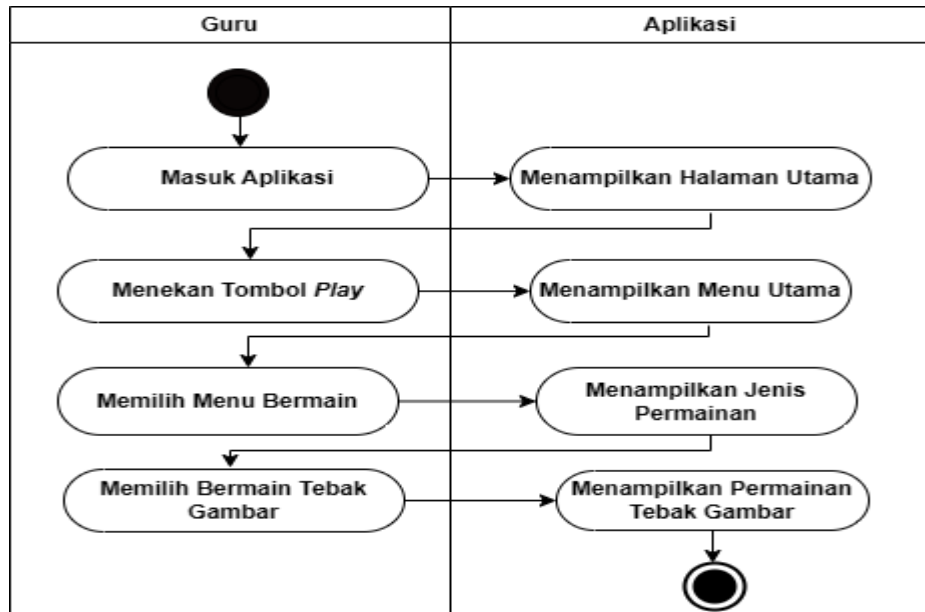 Guru
Aplikasi
Masuk Aplikasi
Menampilkan Halaman Utama
Menekan Tombol Play
Menampilkan Menu Utama
Memilih Menu Bermain
Menampilkan Jenis
Permainan
Memilih Bermain Tebak
Gambar
Menampilkan Permainan
Tebak Gambar